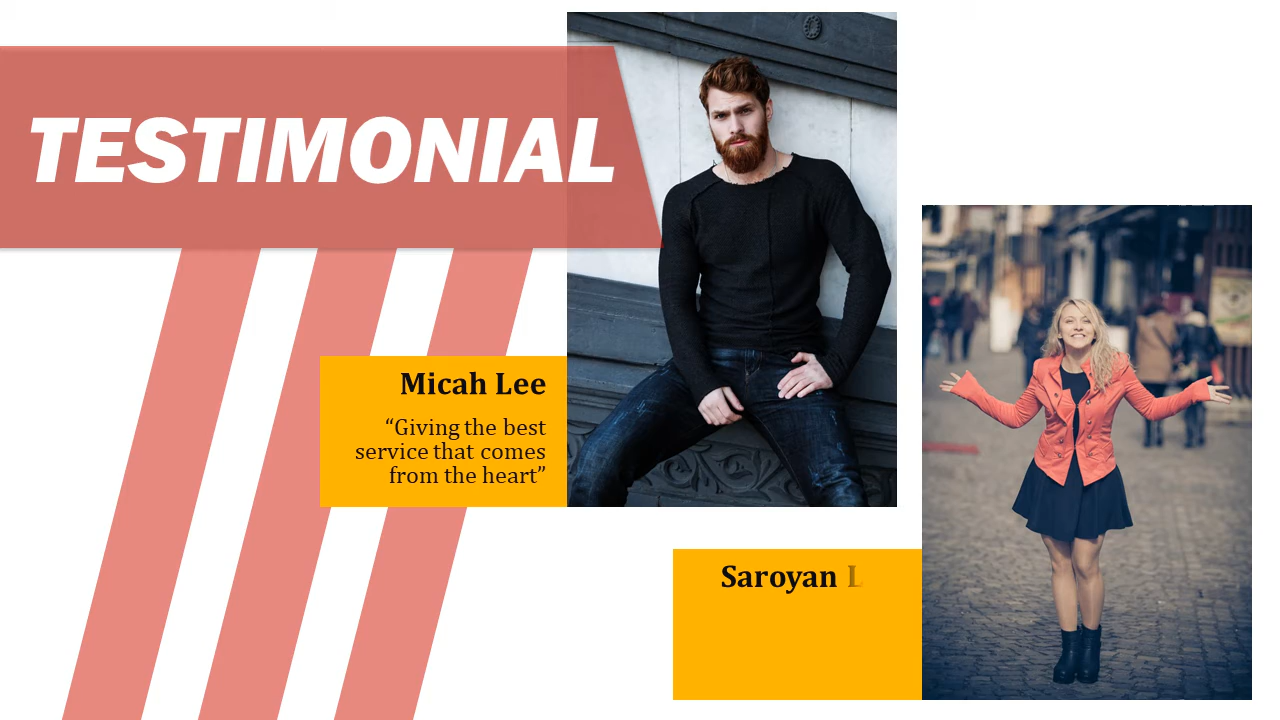 TESTIMONIAL
Micah Lee
“Giving the best
service that comes
from the heart”
Saroyan L